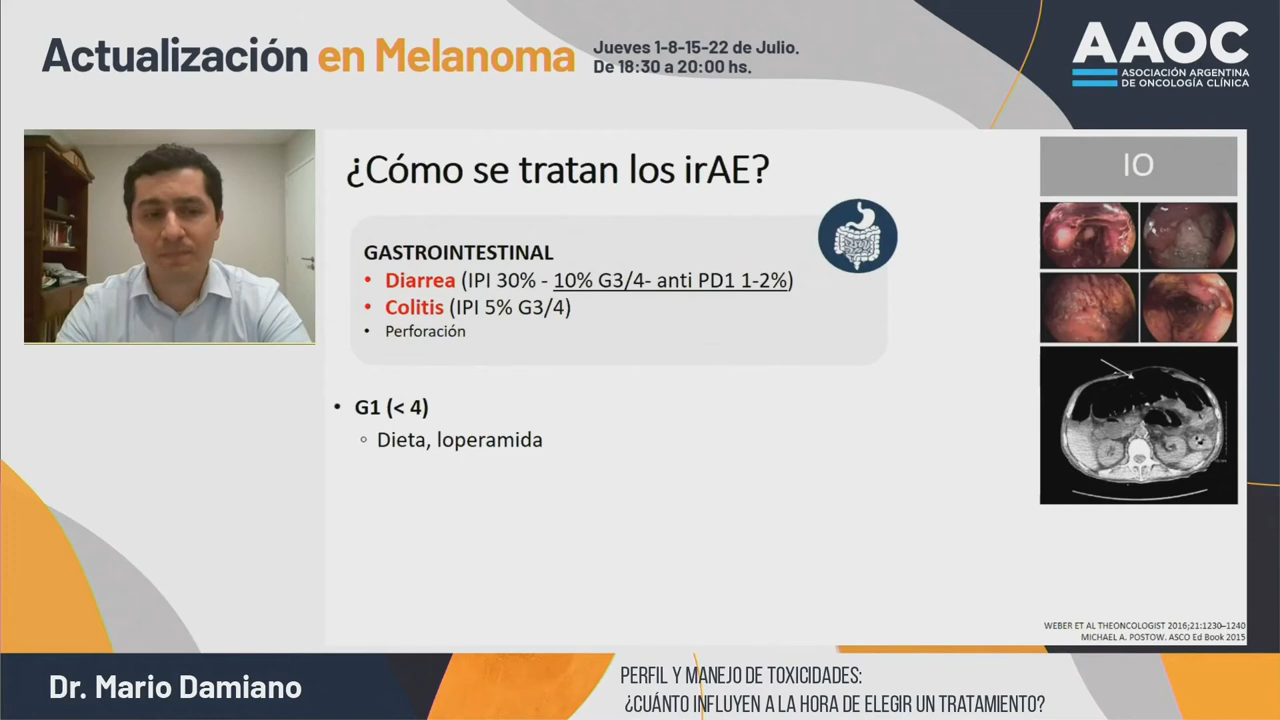 Actualización en Melanoma
Jueves 1-8-15-22 de Julio.
De 18:30 a 20:00 hs.
AAOC
ASOCIACIÓN ARGENTINA
DE ONCOLOGÍA CLÍNICA
¿Cómo se tratan los irAE?
IO
GASTROINTESTINAL
• Diarrea (IPI 30% - 10% G3/4- anti PD1 1-2%)
• Colitis (IPI 5% G3/4)
• Perforación
• G1 (< 4)
◦ Dieta, loperamida
WEBER ET AL THEONCOLOGIST 2016;21:1230–1240
MICHAEL A. POSTOW. ASCO Ed Book 2015
Dr. Mario Damiano
PERFIL Y MANEJO DE TOXICIDADES:
¿CUÁNTO INFLUYEN A LA HORA DE ELEGIR UN TRATAMIENTO?